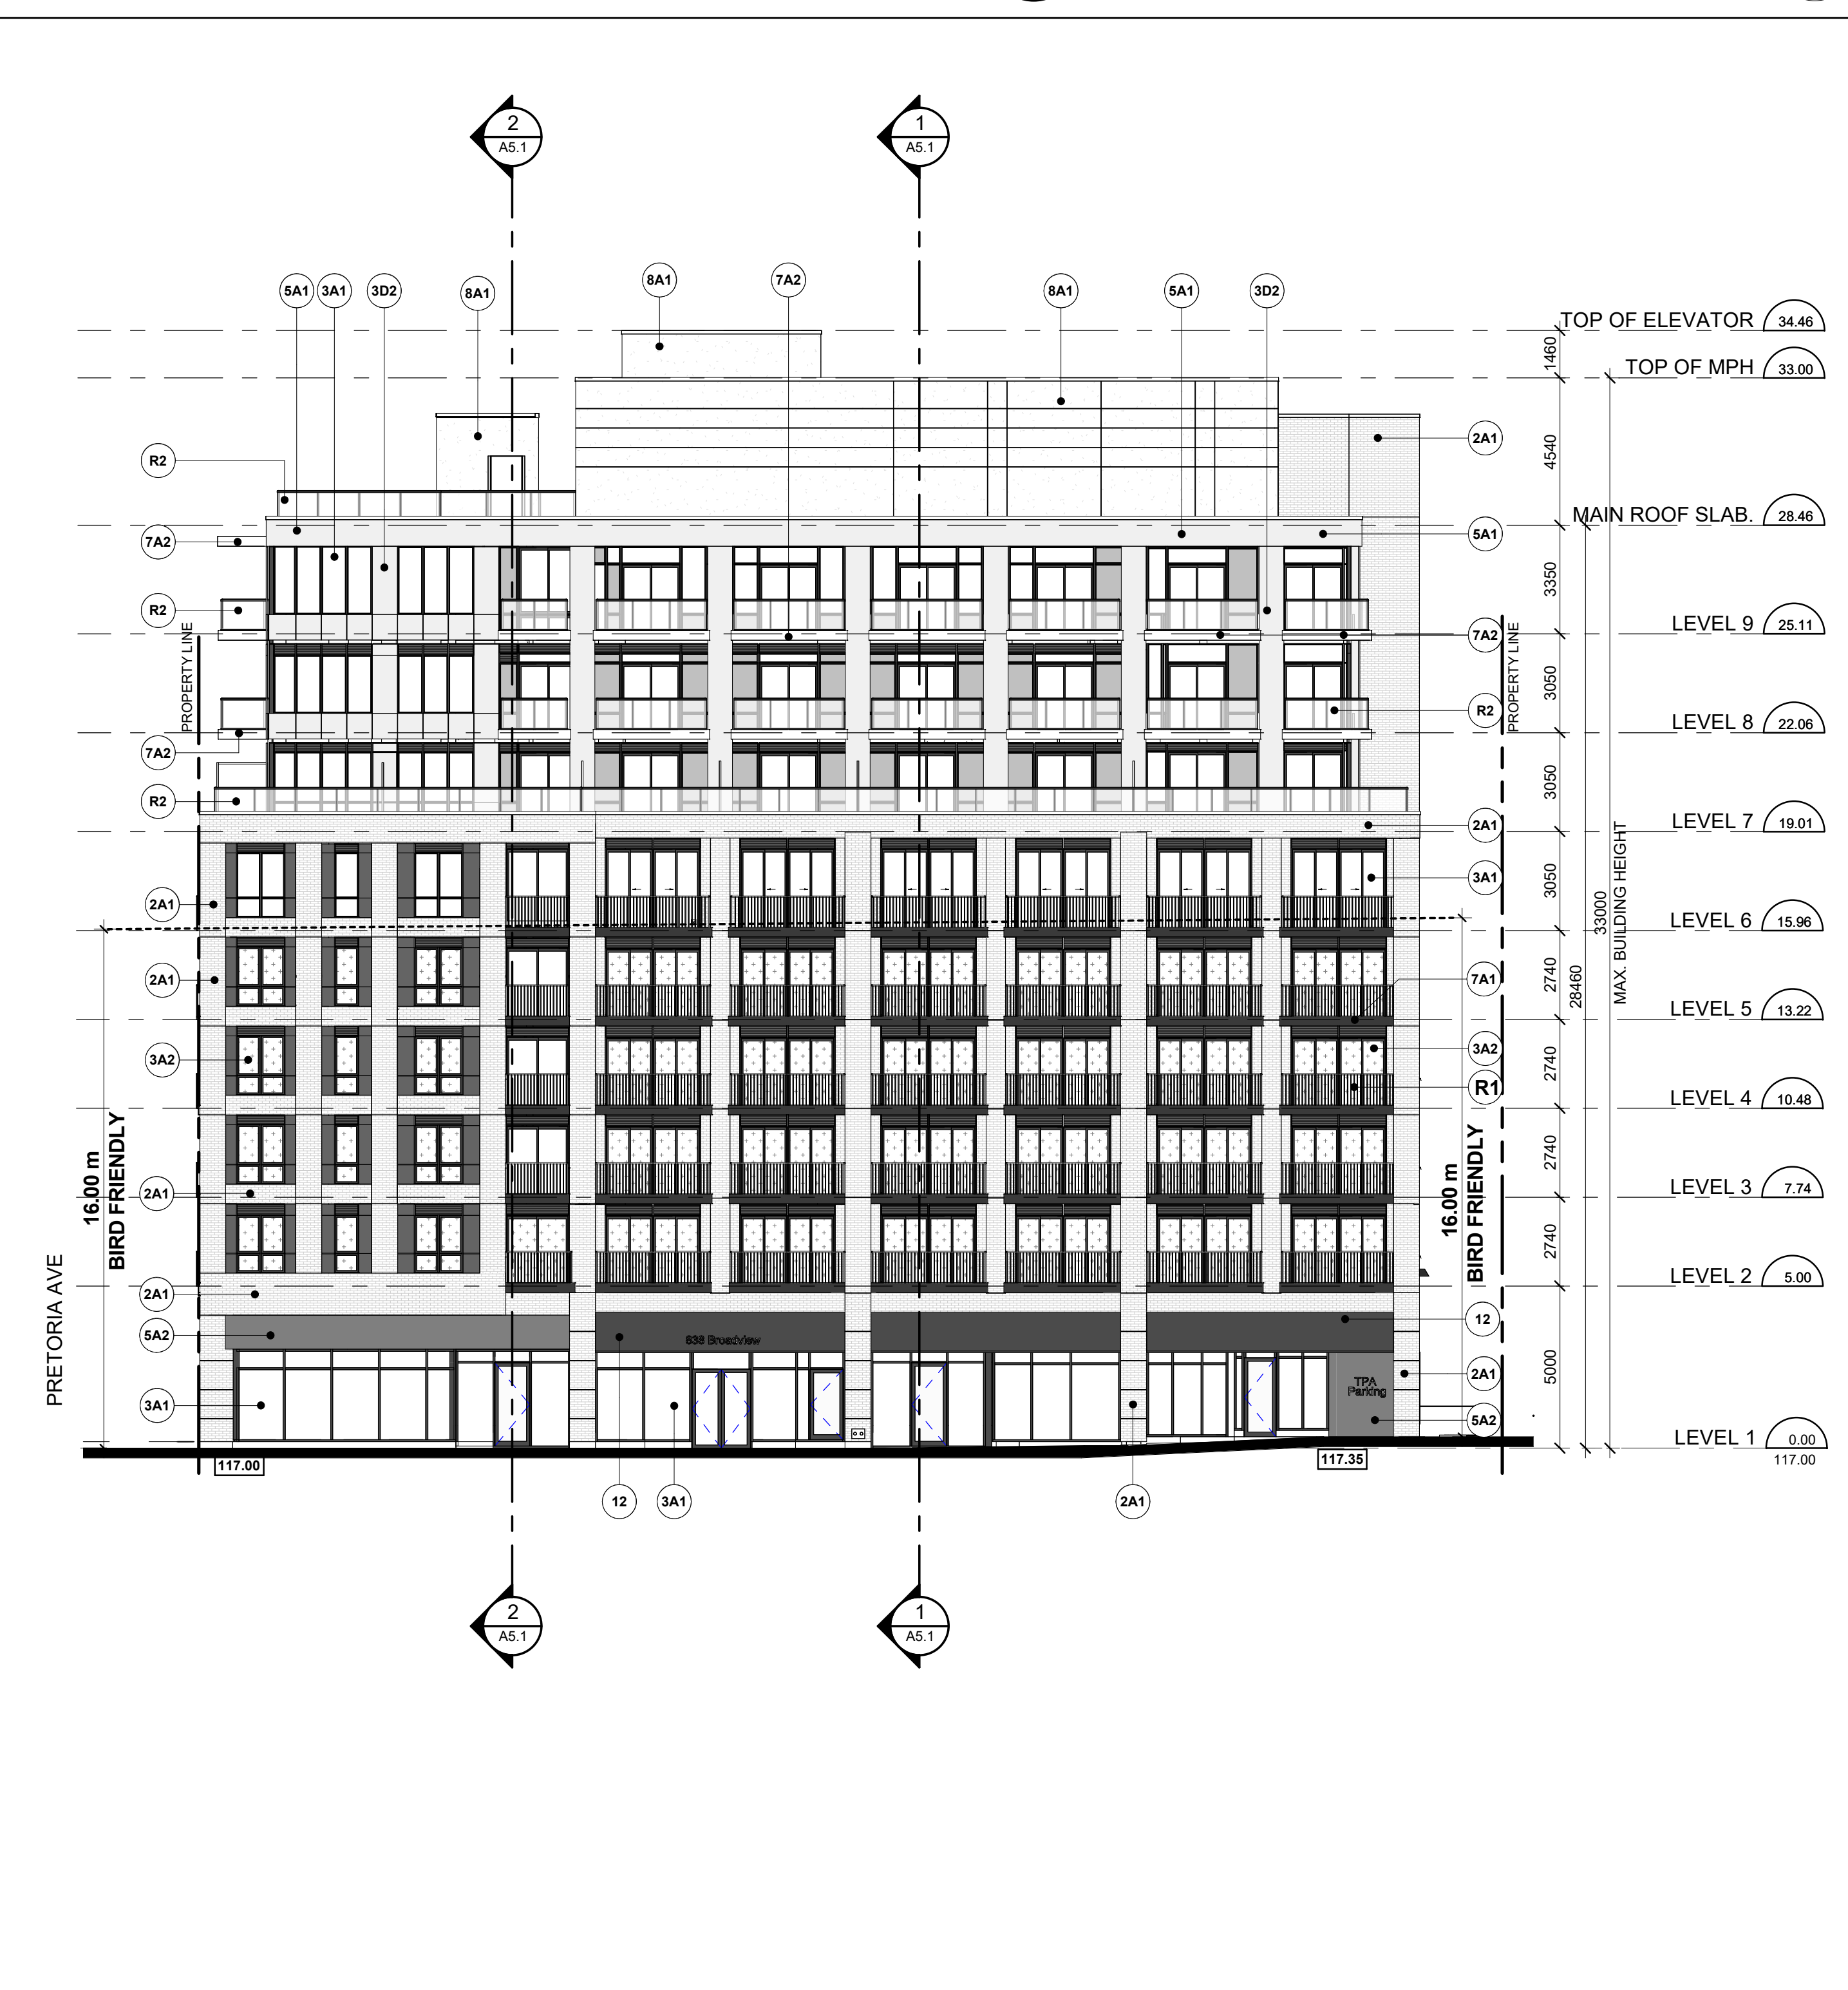 2
A5.1
1
A5.1
5A1
3A1
3D2
8A1
8A1
7A2
8A1
5A1
3D2
TOP OF ELEVATOR 34.46
1460
TOP OF MPH 33.00
R2
2A1
4540
MAIN ROOF SLAB. 28.46
7A2
5A1
3350
R2
PROPERTY LINE
7A2
PROPERTY LINE
LEVEL 9 25.11
3050
R2
LEVEL 8 22.06
7A2
3050
R2
2A1
LEVEL 7 19.01
3A1
3050
2A1
33000
MAX. BUILDING HEIGHT
LEVEL 6 15.96
2A1
7A1
2740
28460
LEVEL 5 13.22
3A2
3A2
2740
R1
LEVEL 4 10.48
16.00 m
BIRD FRIENDLY
16.00 m
BIRD FRIENDLY
2740
2A1
LEVEL 3 7.74
2740
2A1
LEVEL 2 5.00
PRETORIA AVE
5A2
838 Broadview
12
5000
TPA
Parking
2A1
3A1
5A2
LEVEL 1 0.00
117.00
117.00
117.35
12
3A1
2A1
2
A5.1
1
A5.1